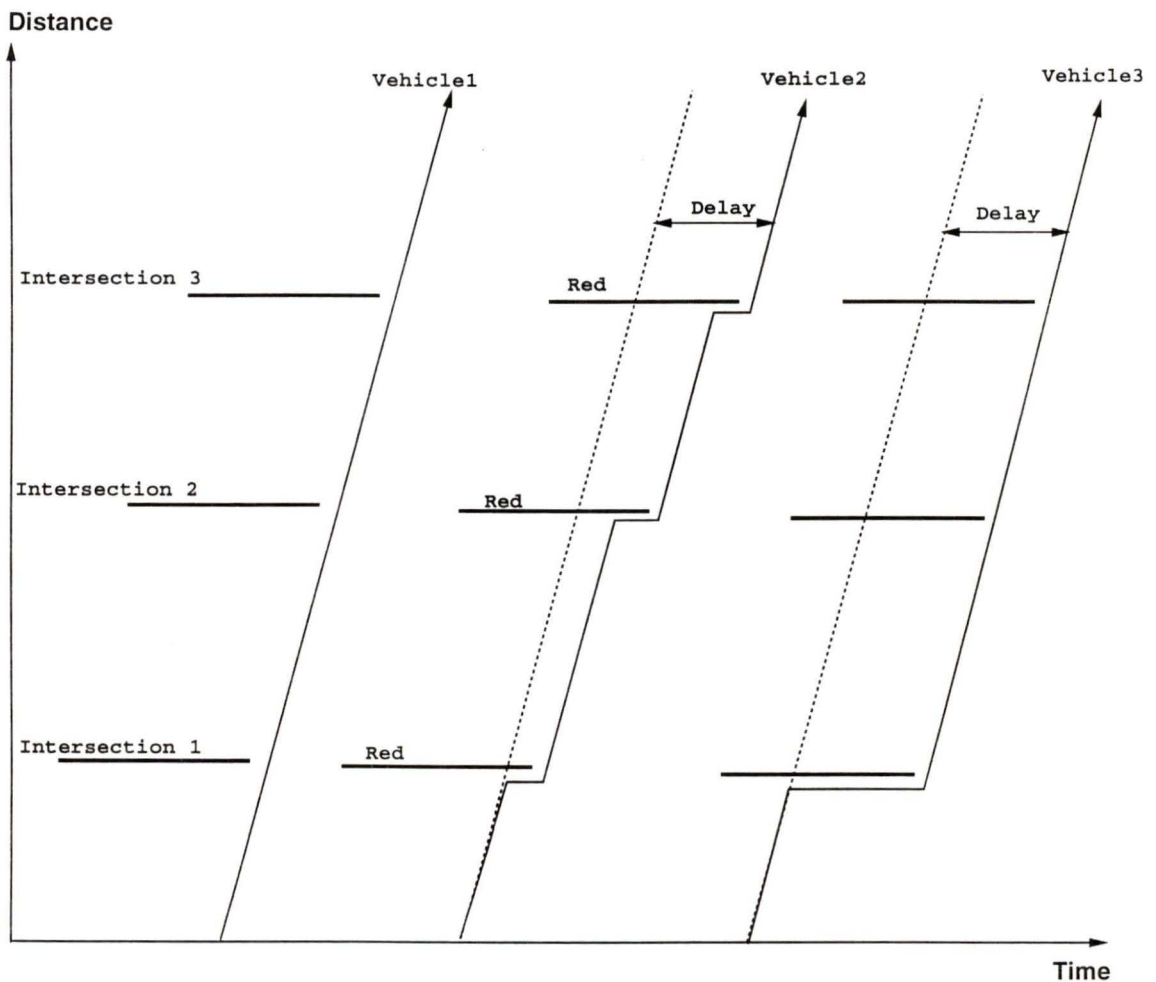 Distance
Vehicle1
Vehicle2
Vehicle3
Delay
Delay
Intersection 3
Red
Intersection 2
Red
Intersection 1
Red
Time